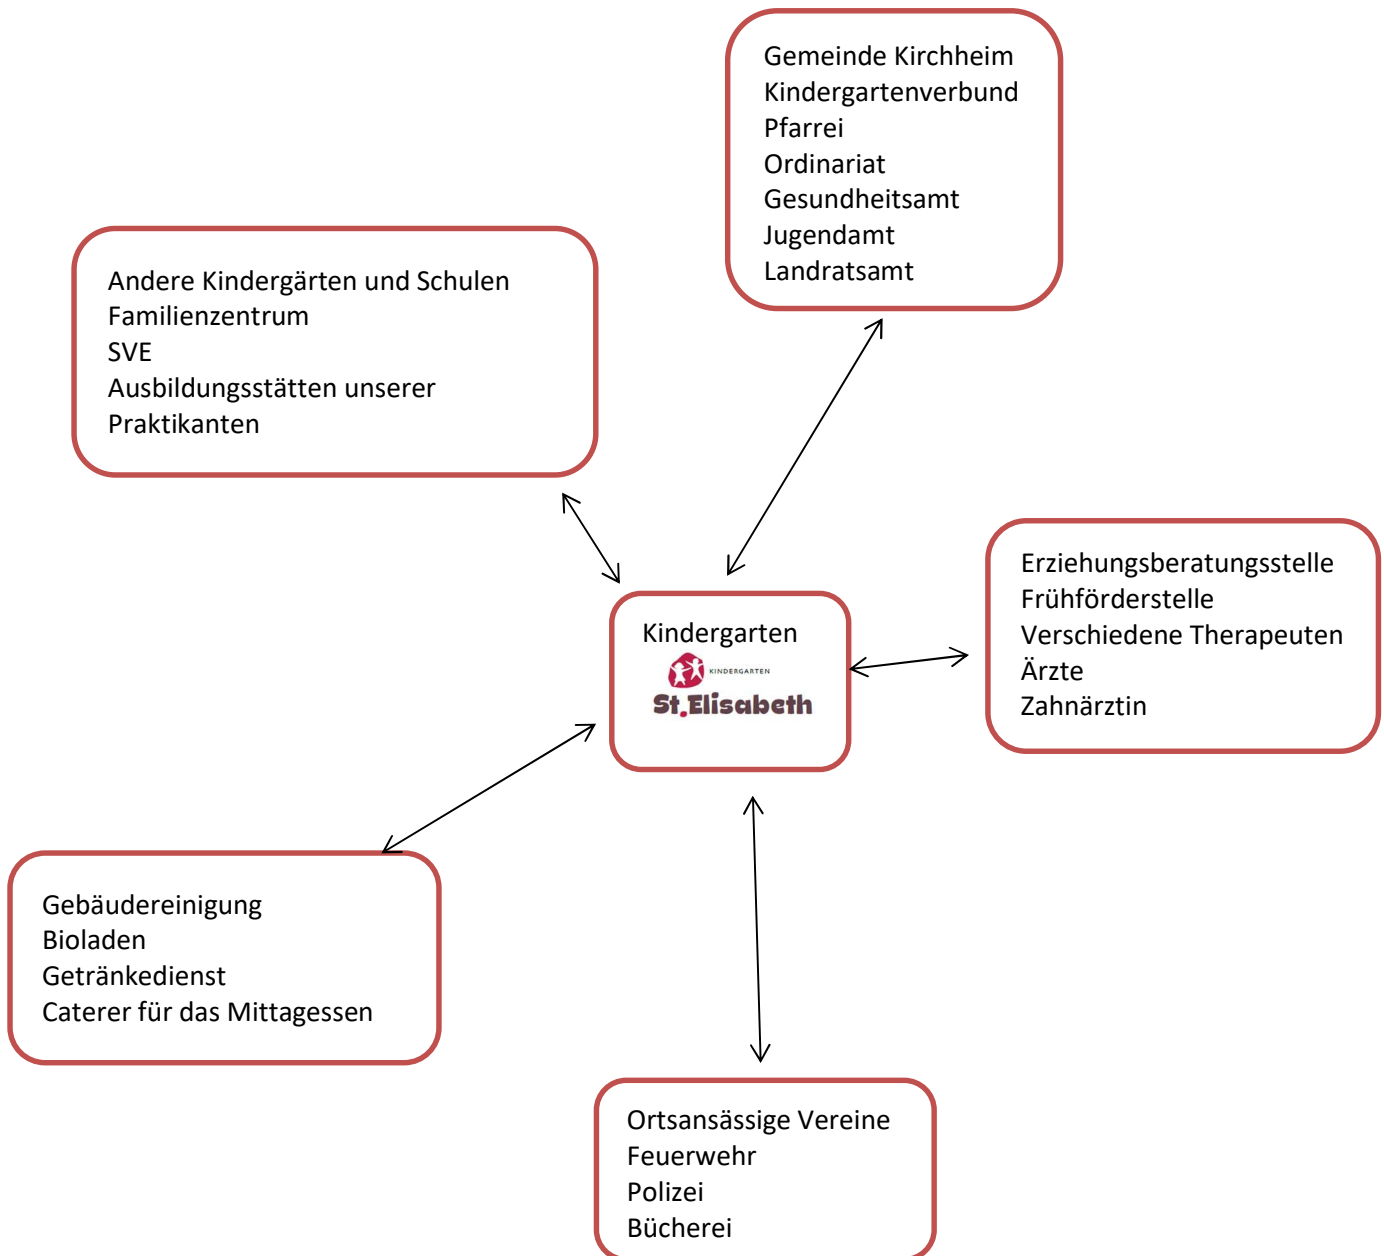 Gemeinde Kirchheim
Kindergartenverbund
Pfarrei
Ordinariat
Gesundheitsamt
Jugendamt
Landratsamt
Andere Kindergärten und Schulen
Familienzentrum
SVE
Ausbildungsstätten unserer
Praktikanten
Erziehungsberatungsstelle
Frühförderstelle
Verschiedene Therapeuten
Ärzte
Zahnärztin
Kindergarten
KINDERGARTEN
St.Elisabeth
Gebäudereinigung
Bioladen
Getränkedienst
Caterer für das Mittagessen
Ortsansässige Vereine
Feuerwehr
Polizei
Bücherei